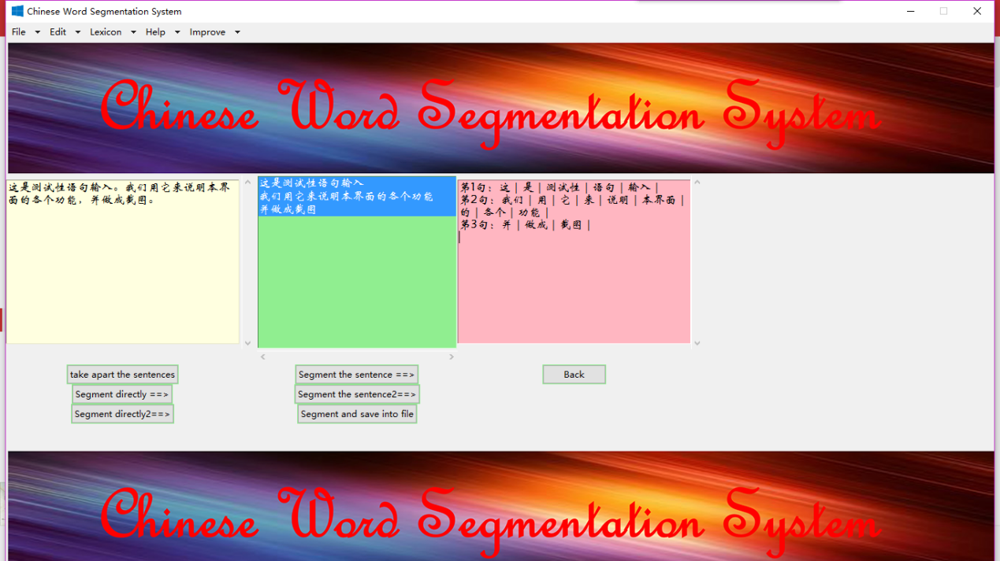 Chinese Word Segmentation System
File Edit Lexicon Help Improve
Chinese Word Segmentation System
这是测试性语句输入。我们用它来说明本界
面的各个功能，并做成截图。
这是测试性语句输入
我们用它来说明本界面的各个功能
并做成截图
第1句：这 | 是 | 测试性 | 语句 | 输入 |
第2句：我们 | 用 | 它 | 来 | 说明 | 本界面 |
的 | 各个 | 功能 |
第3句：并 | 做成 | 截图 |
take apart the sentences
Segment directly ==>
Segment directly2==>
Segment the sentence ==>
Segment the sentence2==>
Segment and save into file
Back
Chinese Word Segmentation System